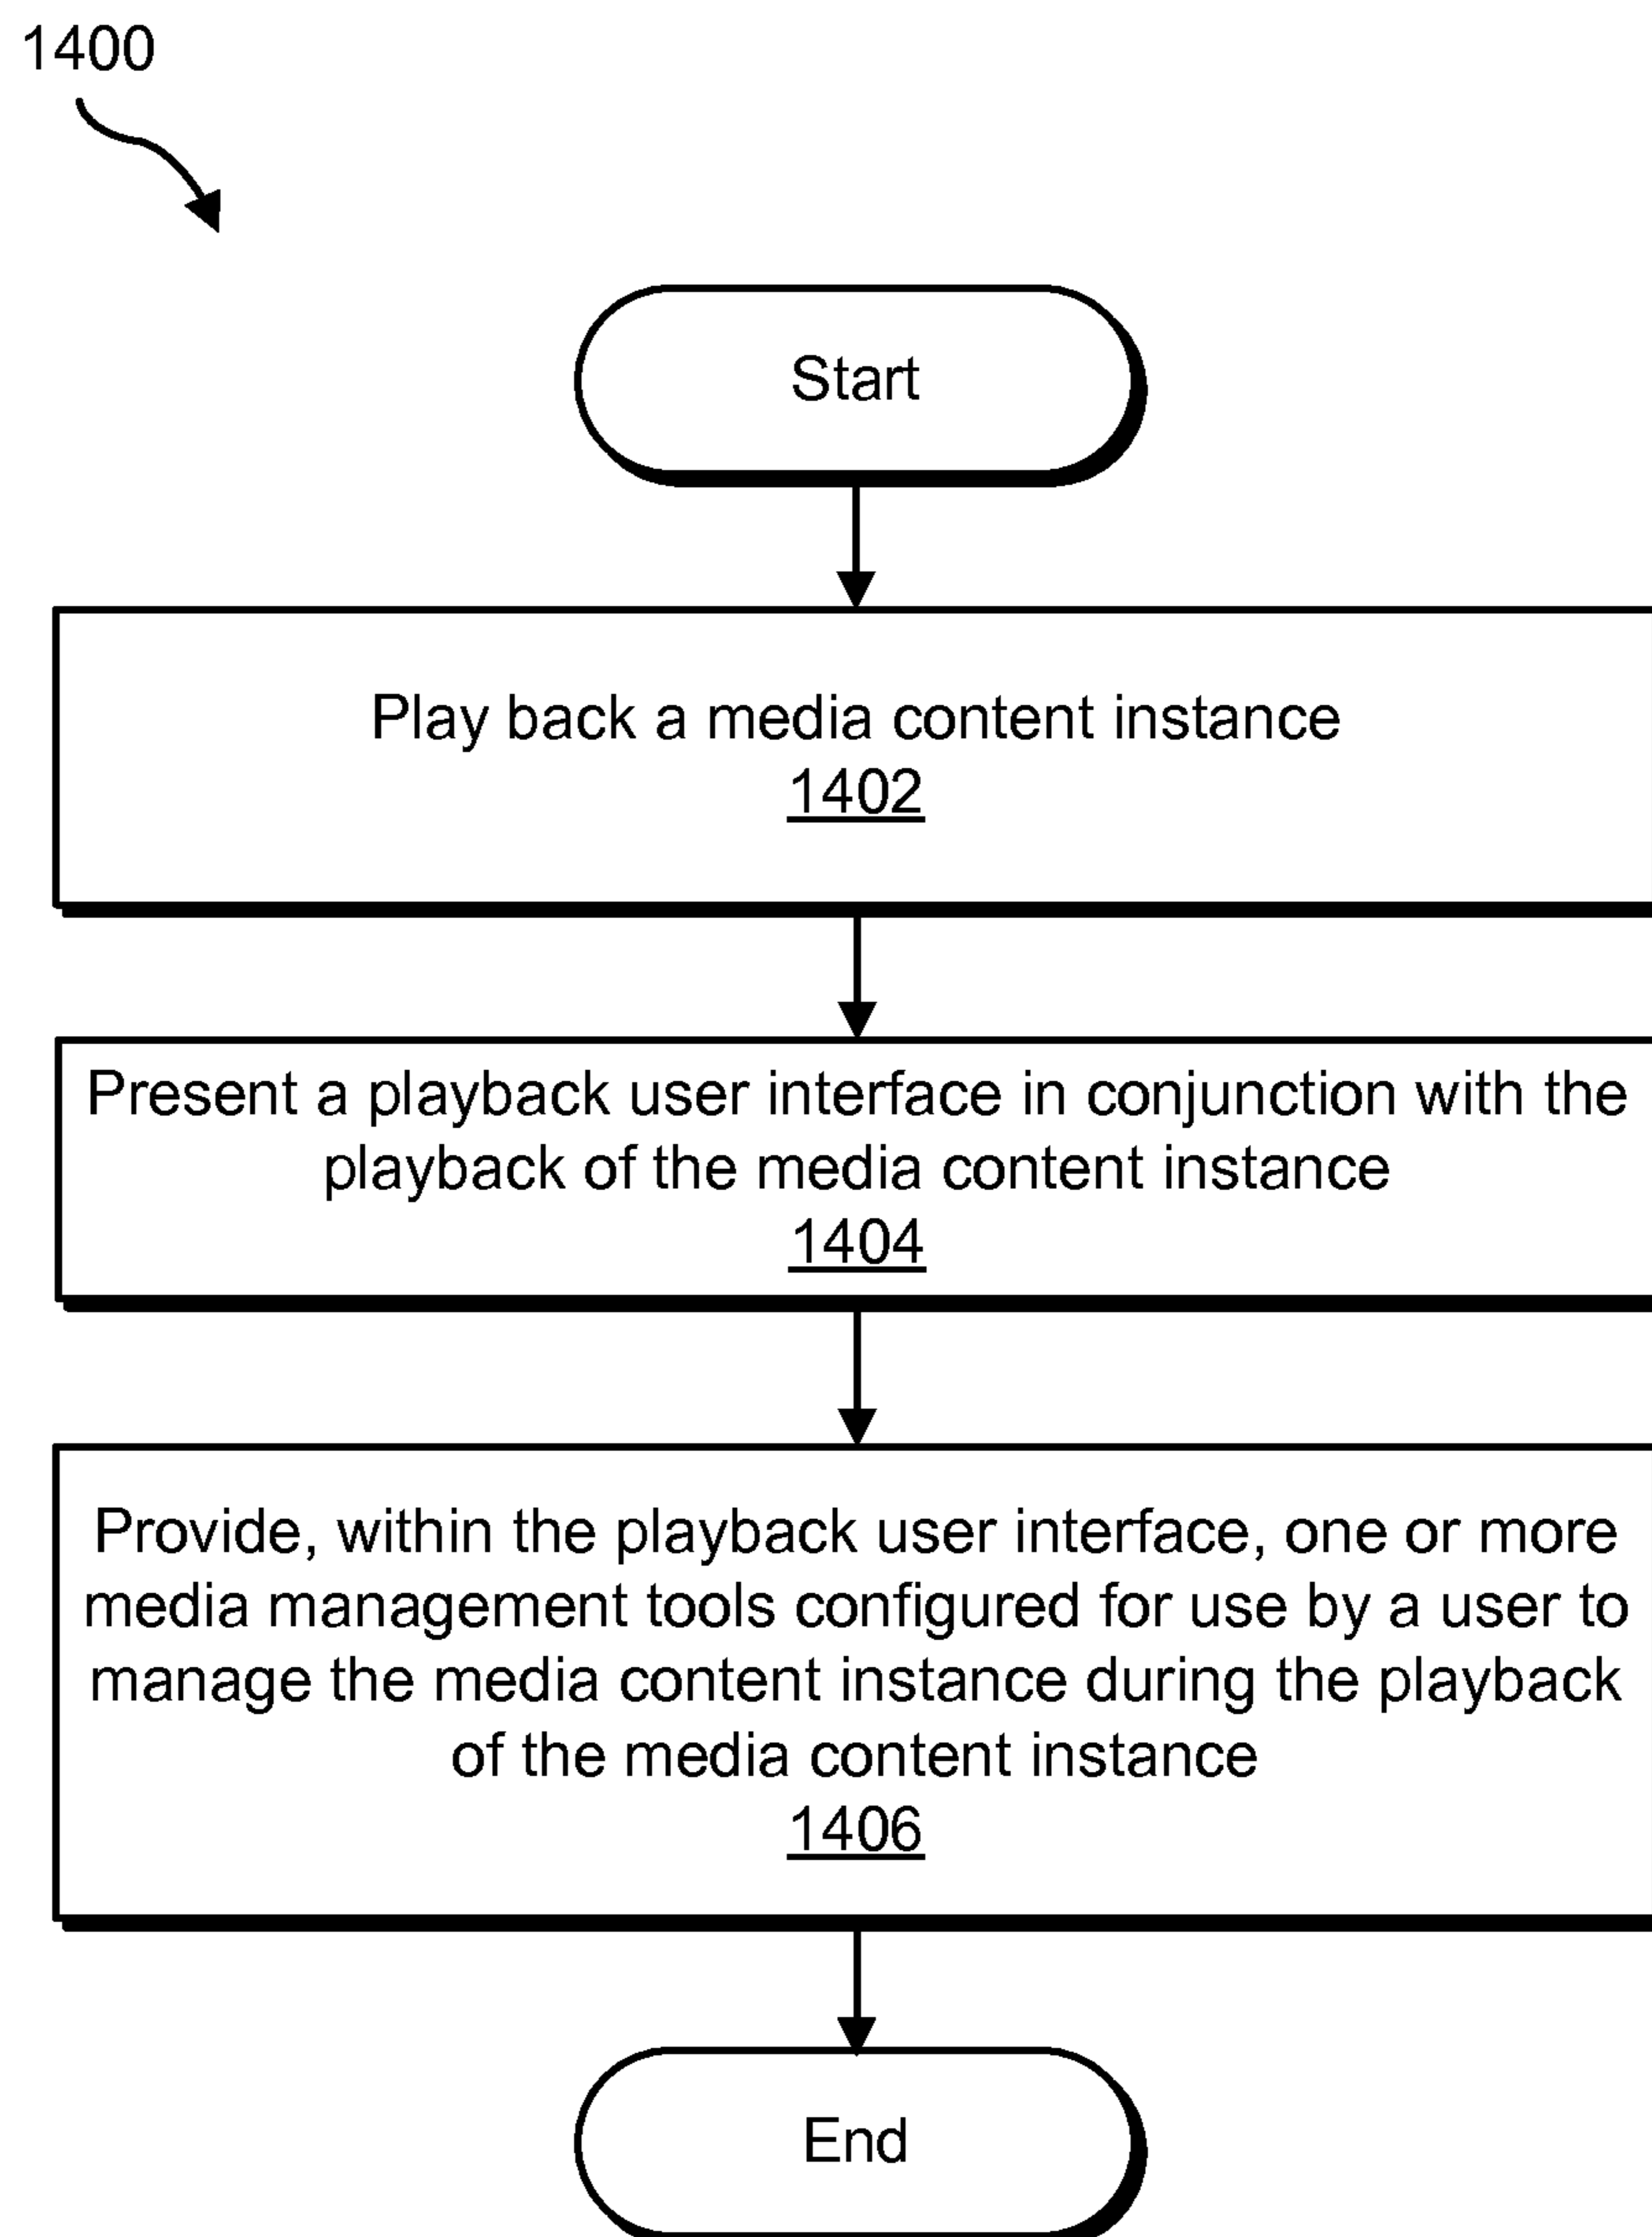 1400
Start
Play back a media content instance
1402
Present a playback user interface in conjunction with the
playback of the media content instance
1404
Provide, within the playback user interface, one or more
media management tools configured for use by a user to
manage the media content instance during the playback
of the media content instance
1406
End